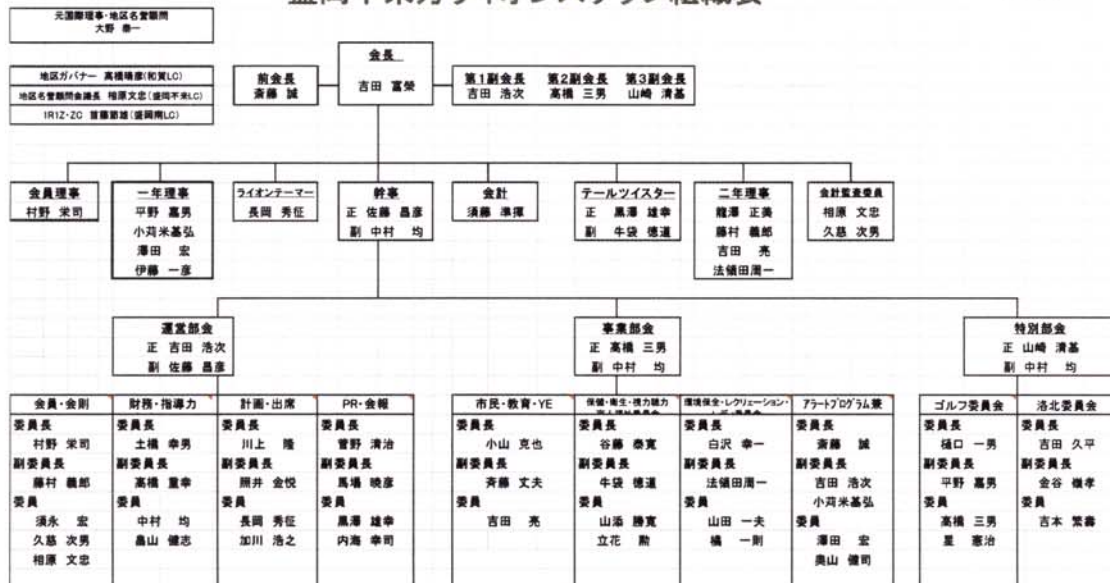 元国際理事・地区名誉顧問
大野 泰一
地区ガバナー 高橋晴彦(和賀LC)
地区名誉顧問会議長 相原文忠(盛岡不来LC)
1R1Z・ZC 首藤節雄(盛岡南LC)
会長
吉田 富榮
前会長
斎藤 誠
第1副会長 第2副会長 第3副会長
吉田 浩次 高橋 三男 山崎 清基
会員理事
村野 栄司
一年理事
平野 嘉男
小苅米基弘
澤田 宏
伊藤 一彦
ライオンテーマー
長岡 秀征
幹事
正 佐藤 昌彦
副 中村 均
会計
須藤 準揮
テールツイスター
正 黒澤 雄幸
副 牛袋 徳道
二年理事
龍澤 正美
藤村 義郎
吉田 亮
法領田周一
会計監査委員
相原 文忠
久慈 次男
運営部会
正 吉田 浩次
副 佐藤 昌彦
事業部会
正 高橋 三男
副 中村 均
特別部会
正 山崎 清基
副 中村 均
会員・会則
委員長
村野 栄司
副委員長
藤村 義郎
委員
須永 宏
久慈 次男
相原 文忠
財務・指導力
委員長
土橋 幸男
副委員長
高橋 重幸
委員
中村 均
畠山 健志
計画・出席
委員長
川上 隆
副委員長
照井 金悦
委員
長岡 秀征
加川 浩之
PR・会報
委員長
菅野 清治
副委員長
馬場 暁彦
委員
黒澤 雄幸
内海 幸司
市民・教育・YE
委員長
小山 克也
副委員長
斉藤 丈夫
委員
吉田 亮
保健・衛生・視力聴力
委員長
谷藤 泰寛
副委員長
牛袋 徳道
委員
山添 勝寛
立花 勲
環境保全・レクリェーション・
委員長
白沢 幸一
副委員長
法領田周一
委員
山田 一夫
橘 一則
アラートプログラム兼
委員長
斎藤 誠
副委員長
吉田 浩次
小苅米基弘
委員
澤田 宏
奥山 健司
ゴルフ委員会
委員長
樋口 一男
副委員長
平野 嘉男
委員
高橋 三男
星 憲治
洛北委員会
委員長
吉田 久平
副委員長
金谷 嶺孝
委員
吉本 繁壽